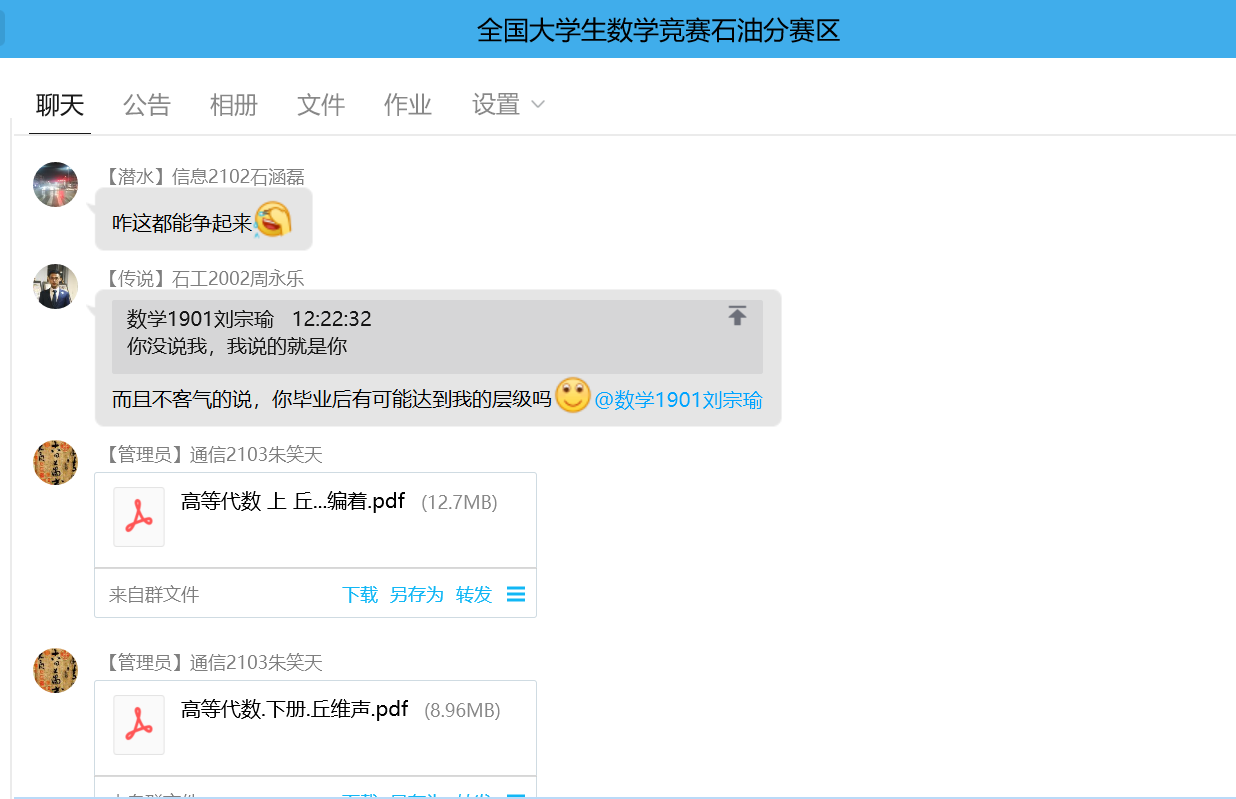 全国大学生数学竞赛石油分赛区
聊天 公告 相册 文件 作业 设置
【潜水】信息2102石涵磊
咋这都能争起来
【传说】石工2002周永乐
数学1901刘宗瑜 12:22:32
你没说我，我说的就是你
而且不客气的说，你毕业后有可能达到我的层级吗 @数学1901刘宗瑜
【管理员】通信2103朱笑天
高等代数 上 丘...编着.pdf (12.7MB)
来自群文件 下载 另存为 转发
【管理员】通信2103朱笑天
高等代数.下册.丘维声.pdf (8.96MB)